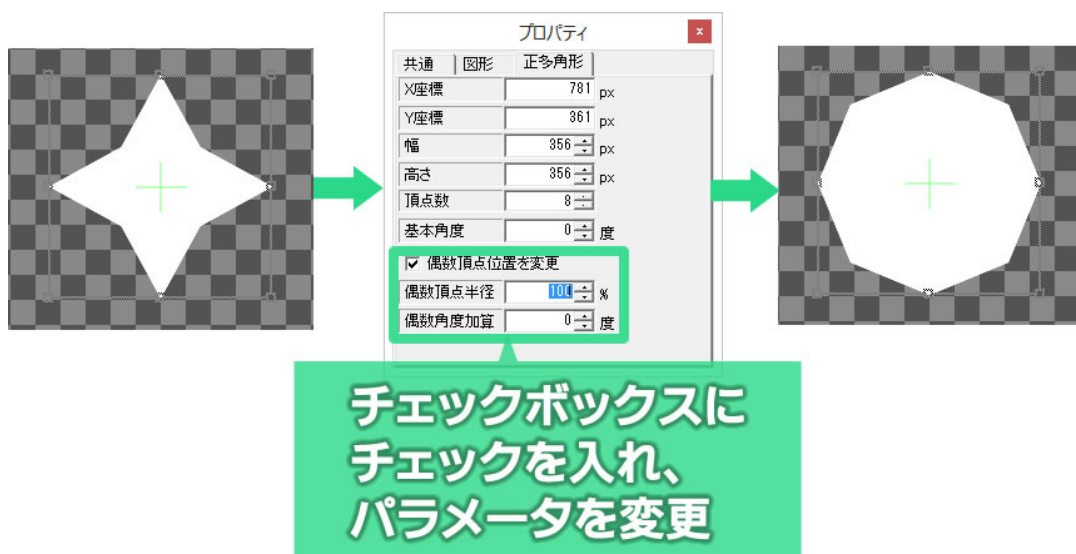 プロパティ
x
共通 図形 正多角形
X座標 781 px
Y座標 361 px
幅 356 px
高さ 356 px
頂点数 8
基本角度 0 度
偶数頂点位置を変更
偶数頂点半径 100 %
偶数角度加算 0 度
チェックボックスに
チェックを入れ、
パラメータを変更